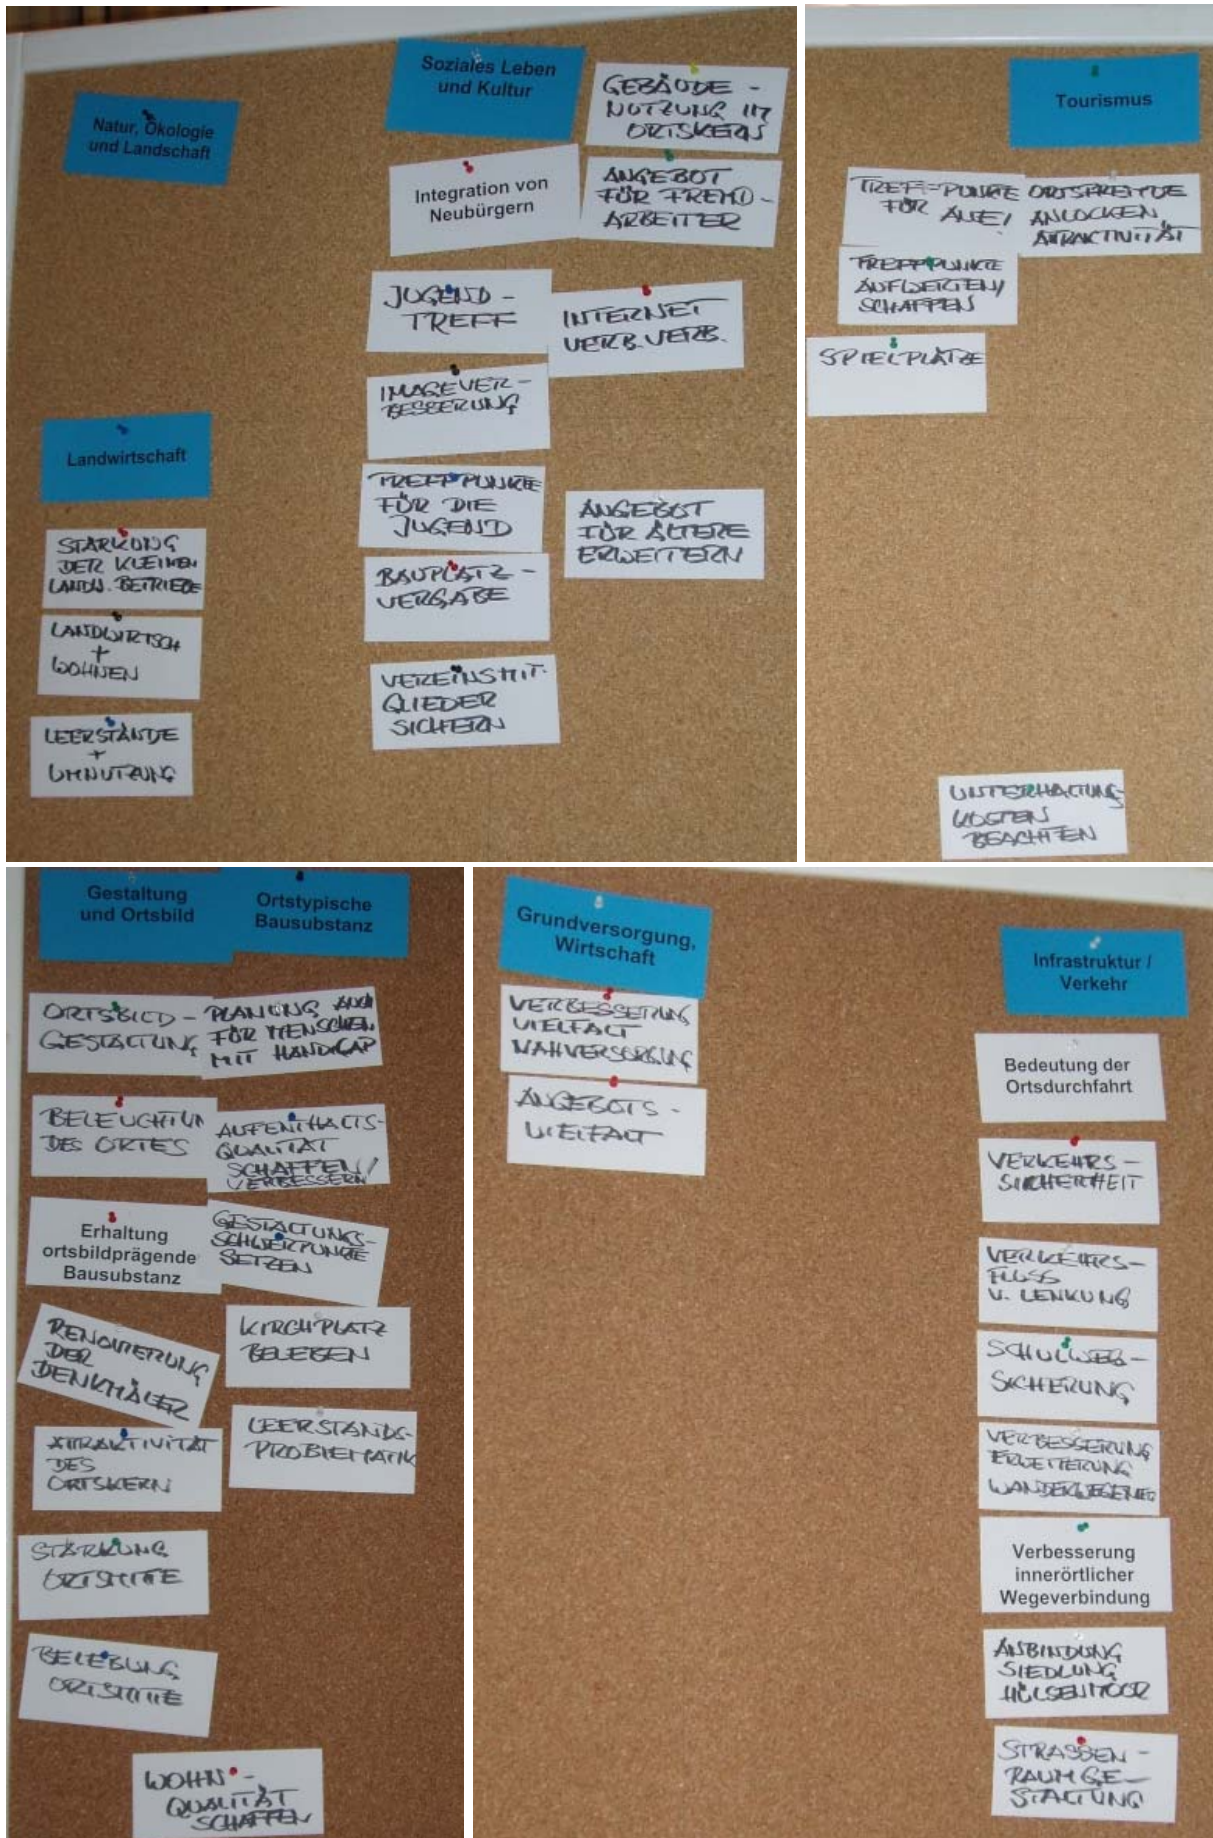 Natur, Ökologie
und Landschaft
Landwirtschaft
STÄRKUNG
DER KLEINEN
LANDW. BETRIEBE
LANDWIRTSCH
+
WOHNEN
LEERSTÄNDE
+
UMNUTZUNG
Soziales Leben
und Kultur
Integration von
Neubürgern
JUGEND-
TREFF
IMAGEVER-
BESSERUNG
TREFFPUNKTE
FÜR DIE
JUGEND
BAUPLATZ-
VERGABE
VEREINSMIT-
GLIEDER
SICHERN
GEBÄUDE-
NUTZUNG IM
ORTSKERN
ANGEBOT
FÜR FREMD-
ARBEITER
INTERNET
VERB. VERB.
ANGEBOT
FÜR ÄLTERE
ERWEITERN
Tourismus
TREFF-PUNKTE
FÜR ALLE!
TREFFPUNKTE
AUFWERTEN/
SCHAFFEN
SPIELPLÄTZE
ORTSFREMDE
ANLOCKEN
ATTRAKTIVITÄT
UNTERHALTUNG-
KOSTEN
BEACHTEN
Gestaltung
und Ortsbild
ORTSBILD-
GESTALTUNG
BELEUCHTUN
DES ORTES
Erhaltung
ortsbildprägende
Bausubstanz
RENOVIERUNG
DER
DENKMÄLER
ATTRAKTIVITÄT
DES
ORTSKERN
STÄRKUNG
ORTSMITTE
BELEBUNG
ORTSMITTE
WOHN-
QUALITÄT
SCHAFFEN
Ortstypische
Bausubstanz
PLANUNG AUCH
FÜR MENSCHEN
MIT HANDICAP
AUFENTHALTS-
QUALITÄT
SCHAFFEN/
VERBESSERN
GESTALTUNGS-
SCHWERPUNKTE
SETZEN
KIRCHPLATZ
BELEBEN
LEERSTANDS-
PROBLEMATIK
Grundversorgung,
Wirtschaft
VERBESSERUNG
VIELFALT
NAHVERSORGUNG
ANGEBOTS-
VIELFALT
Infrastruktur /
Verkehr
Bedeutung der
Ortsdurchfahrt
VERKEHRS-
SICHERHEIT
VERKEHRS-
FLUSS
U. LENKUNG
SCHULWEG-
SICHERUNG
VERBESSERUNG
ERWEITERUNG
WANDERWEGENEE
Verbesserung
innerörtlicher
Wegeverbindung
ANBINDUNG
SIEDLUNG
HÜLSENMOOR
STRASSEN-
RAUMGE-
STALTUNG